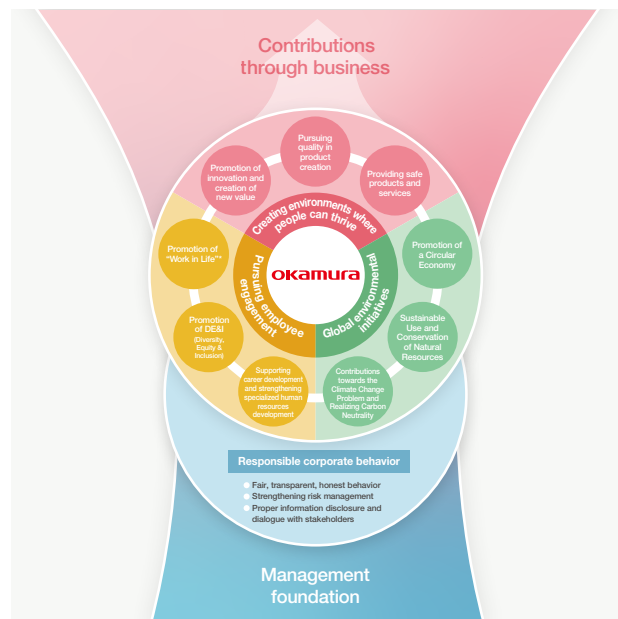 Contributions
through business
Pursuing
quality in
product
creation
Promotion of
innovation and
creation of
new value
Providing safe
products and
services
Creating environments where
people can thrive
Promotion of
"Work in Life"*
Promotion of
a Circular
Economy
okamura
Pursuing employee
engagement
Global environmental
initiatives
Promotion
of DE&I
(Diversity,
Equity &
Inclusion)
Sustainable
Use and
Conservation
of Natural
Resources
Supporting
career development
and strengthening
specialized human
resources
development
Contributions
towards the
Climate Change
Problem and
Realizing Carbon
Neutrality
Responsible corporate behavior
● Fair, transparent, honest behavior
● Strengthening risk management
● Proper information disclosure and
dialogue with stakeholders
Management
foundation